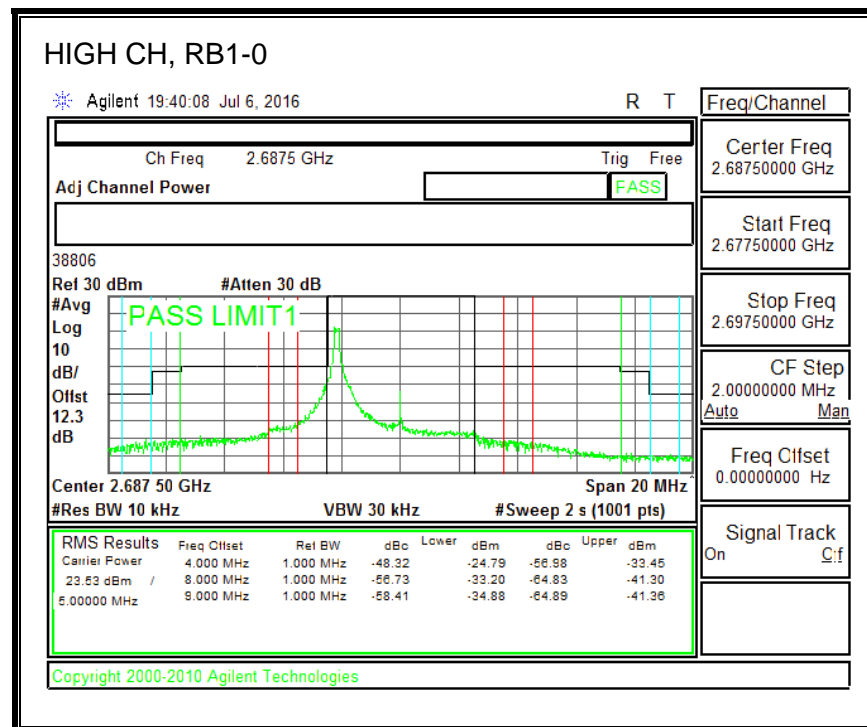 HIGH CH, RB1-0
Agilent 19:40:08 Jul 6, 2016 R T
Ch Freq 2.6875 GHz Trig Free
Adj Channel Power
FASS
38806
Ref 30 dBm #Atten 30 dB
#Avg
Log
10
dB/
Offst
12.3
dB
PASS LIMIT1
Center 2.687 50 GHz Span 20 MHz
#Res BW 10 kHz VBW 30 kHz #Sweep 2 s (1001 pts)
RMS Results Freq Offset Ref BW dBc Lower dBm dBc Upper dBm
Carrier Power 4.000 MHz 1.000 MHz -48.32 -24.79 -56.98 -33.45
23.53 dBm / 8.000 MHz 1.000 MHz -56.73 -33.20 -64.83 -41.30
5.00000 MHz 9.000 MHz 1.000 MHz -58.41 -34.88 -64.89 -41.36
Copyright 2000-2010 Agilent Technologies
Freq/Channel
Center Freq
2.68750000 GHz
Start Freq
2.67750000 GHz
Stop Freq
2.69750000 GHz
CF Step
2.00000000 MHz
Auto Man
Freq Offset
0.00000000 Hz
Signal Track
On Off